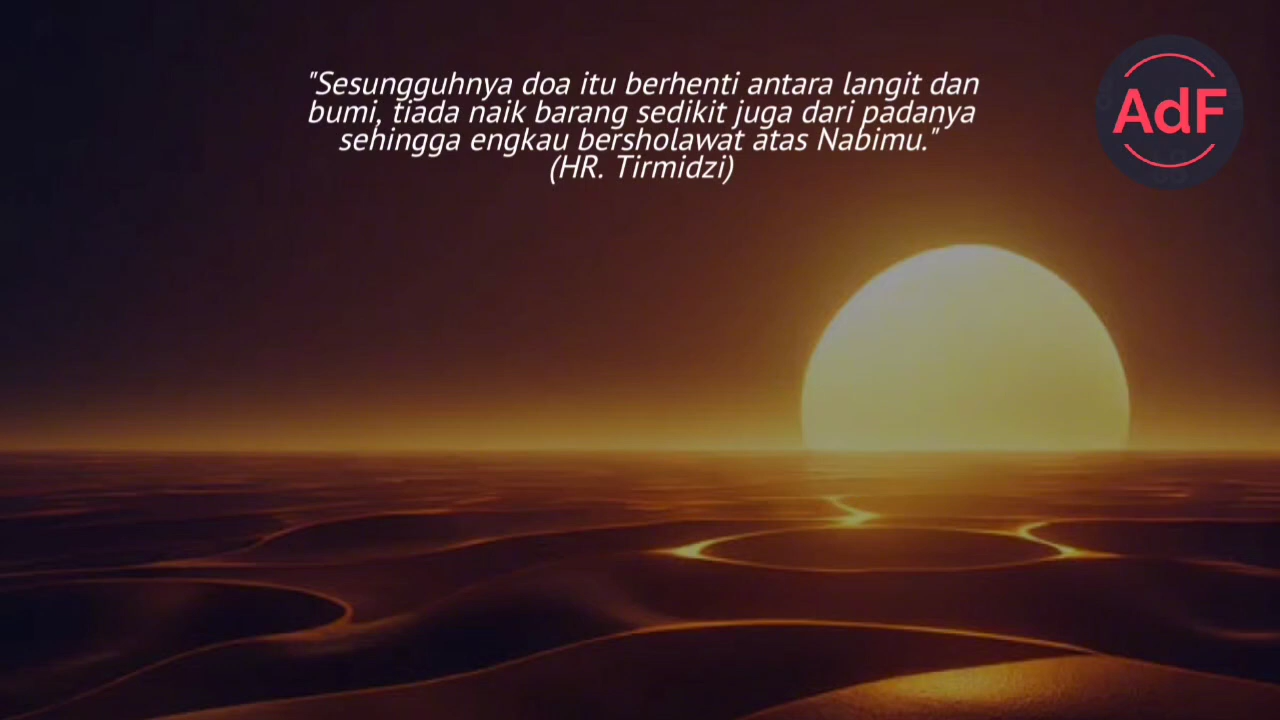 "Sesungguhnya doa itu berhenti antara langit dan
bumi, tiada naik barang sedikit juga dari padanya
sehingga engkau bersholawat atas Nabimu."
(HR. Tirmidzi)
AdF